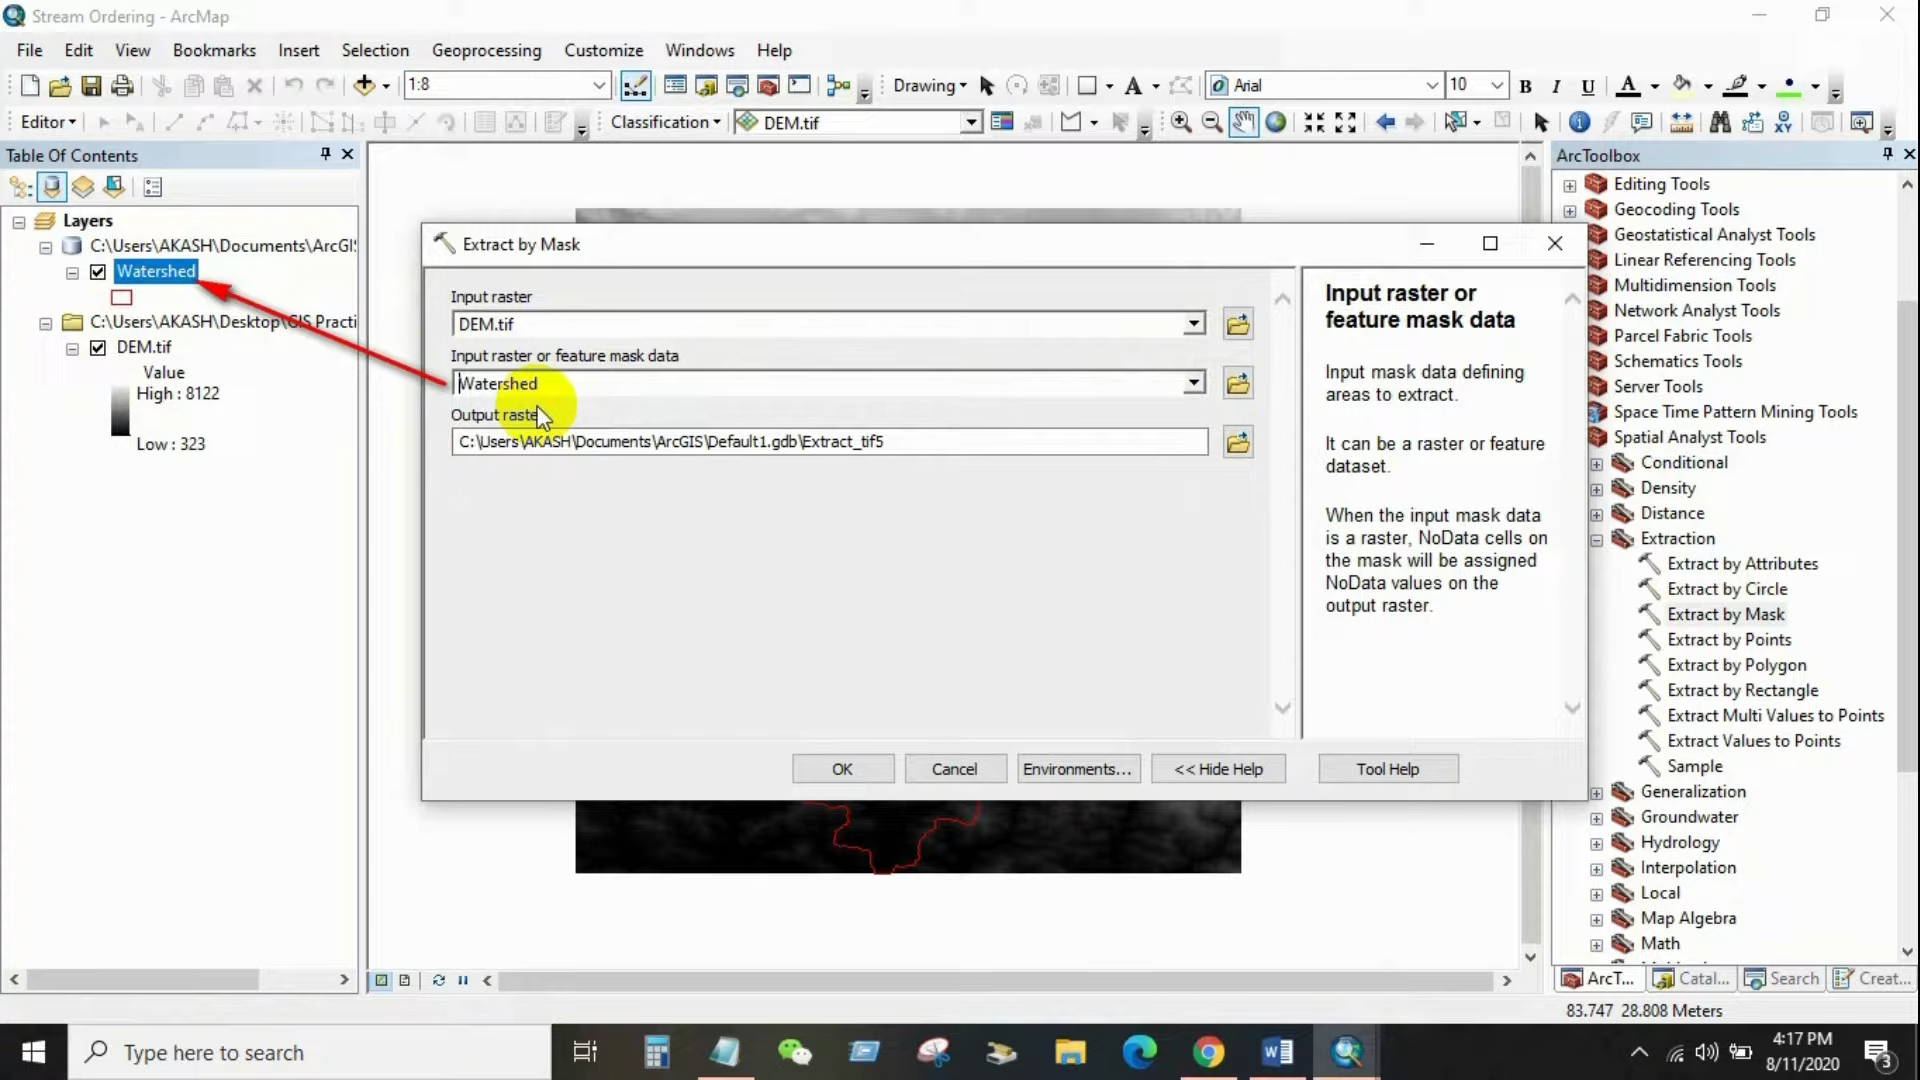 Stream Ordering - ArcMap
File Edit View Bookmarks Insert Selection Geoprocessing Customize Windows Help
1:8 Drawing A Arial 10 B I U A
Editor Classification DEM.tif
Table Of Contents
Layers
C:\Users\AKASH\Documents\ArcGI
Watershed
C:\Users\AKASH\Desktop\GIS Practi
DEM.tif
Value
High : 8122
Low : 323
Extract by Mask
Input raster
DEM.tif
Input raster or feature mask data
Watershed
Output raste
C:\Users\AKASH\Documents\ArcGIS\Default1.gdb\Extract_tif5
OK Cancel Environments... << Hide Help Tool Help
Input raster or
feature mask data
Input mask data defining
areas to extract.
It can be a raster or feature
dataset.
When the input mask data
is a raster, NoData cells on
the mask will be assigned
NoData values on the
output raster.
ArcToolbox
Editing Tools
Geocoding Tools
Geostatistical Analyst Tools
Linear Referencing Tools
Multidimension Tools
Network Analyst Tools
Parcel Fabric Tools
Schematics Tools
Server Tools
Space Time Pattern Mining Tools
Spatial Analyst Tools
Conditional
Density
Distance
Extraction
Extract by Attributes
Extract by Circle
Extract by Mask
Extract by Points
Extract by Polygon
Extract by Rectangle
Extract Multi Values to Points
Extract Values to Points
Sample
Generalization
Groundwater
Hydrology
Interpolation
Local
Map Algebra
Math
ArcT... Catal... Search Creat...
83.747 28.808 Meters
Type here to search
4:17 PM
8/11/2020
3